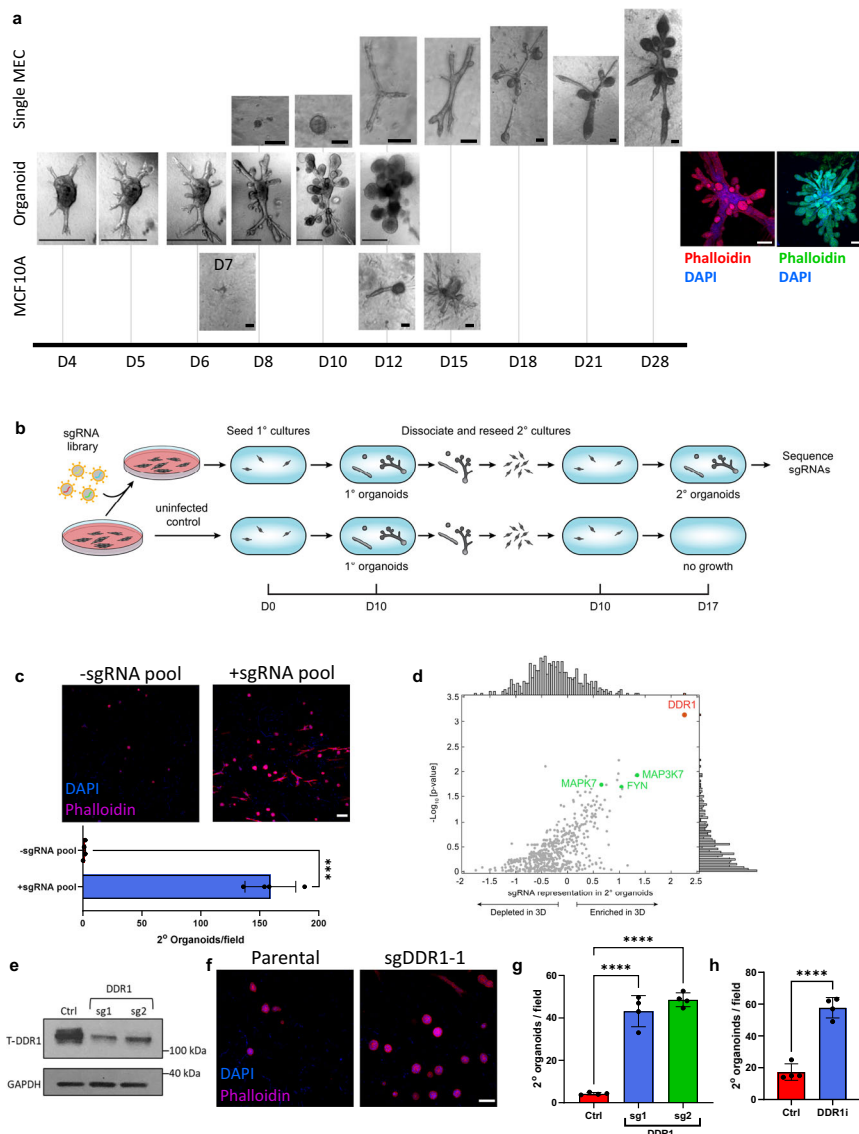 a
Single MEC
Organoid
MCF10A
D7
Phalloidin
DAPI
Phalloidin
DAPI
D4 D5 D6 D8 D10 D12 D15 D18 D21 D28
b
sgRNA
library
Seed 1° cultures
Dissociate and reseed 2° cultures
Sequence
sgRNAs
1° organoids
2° organoids
uninfected
control
1° organoids
no growth
D0 D10 D10 D17
c
-sgRNA pool
+sgRNA pool
DAPI
Phalloidin
-sgRNA pool
+sgRNA pool
***
0 50 100 150 200
2° Organoids/field
d
3.5
3
2.5
2
1.5
1
0.5
0
-Log10 [p-value]
DDR1
MAP3K7
MAPK7
FYN
-2 -1.5 -1 -0.5 0 0.5 1 1.5 2 2.5
sgRNA representation in 2° organoids
Depleted in 3D
Enriched in 3D
e
DDR1
Ctrl sg1 sg2
T-DDR1
100 kDa
40 kDa
GAPDH
f
Parental
sgDDR1-1
DAPI
Phalloidin
g
****
****
60
40
20
0
2° organoids / field
Ctrl sg1 sg2
DDR1
h
****
80
60
40
20
0
2° organoinds / field
Ctrl DDR1i